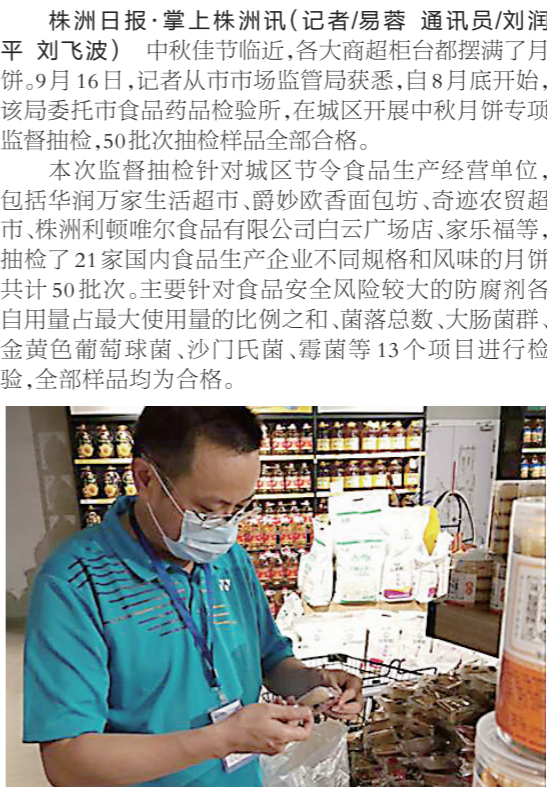 株洲日报·掌上株洲讯（记者/易蓉 通讯员/刘润
平 刘飞波） 中秋佳节临近，各大商超柜台都摆满了月
饼。9月16日，记者从市市场监管局获悉，自8月底开始，
该局委托市食品药品检验所，在城区开展中秋月饼专项
监督抽检，50批次抽检样品全部合格。
本次监督抽检针对城区节令食品生产经营单位，
包括华润万家生活超市、爵妙欧香面包坊、奇迹农贸超
市、株洲利顿唯尔食品有限公司白云广场店、家乐福等，
抽检了21家国内食品生产企业不同规格和风味的月饼
共计50批次。主要针对食品安全风险较大的防腐剂各
自用量占最大使用量的比例之和、菌落总数、大肠菌群、
金黄色葡萄球菌、沙门氏菌、霉菌等13个项目进行检
验，全部样品均为合格。